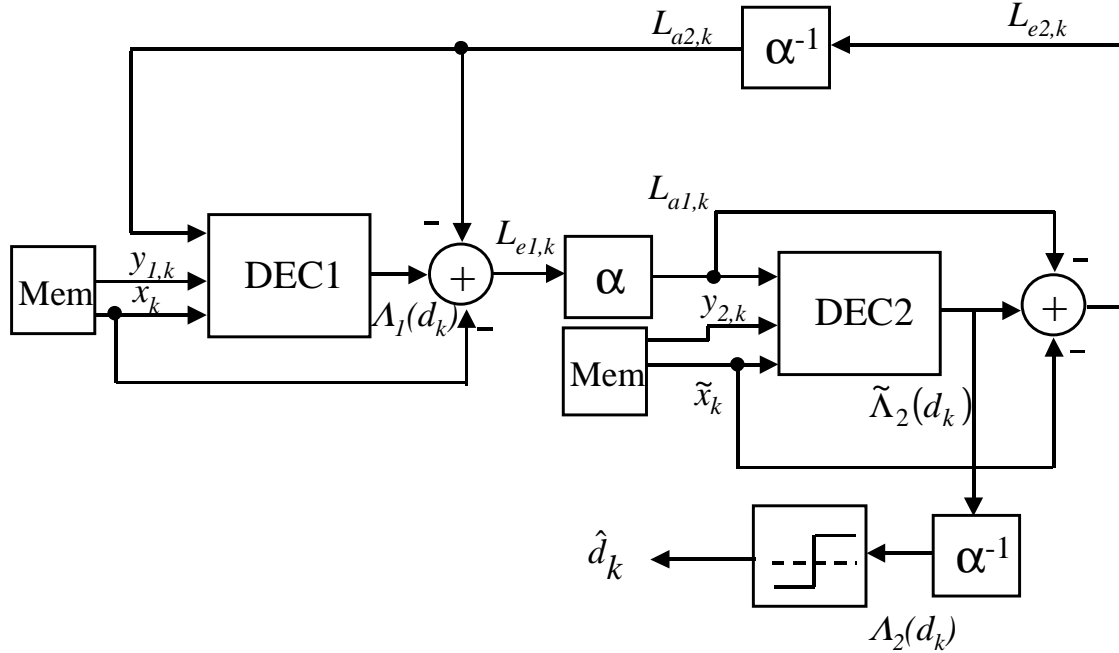 L_{a2,k}
α⁻¹
L_{e2,k}
Mem
y_{1,k}
x_k
DEC1
Λ_1(d_k)
−
+
−
L_{e1,k}
α
L_{a1,k}
Mem
y_{2,k}
x̃_k
DEC2
Λ̃_2(d_k)
−
+
−
d̂_k
α⁻¹
Λ_2(d_k)